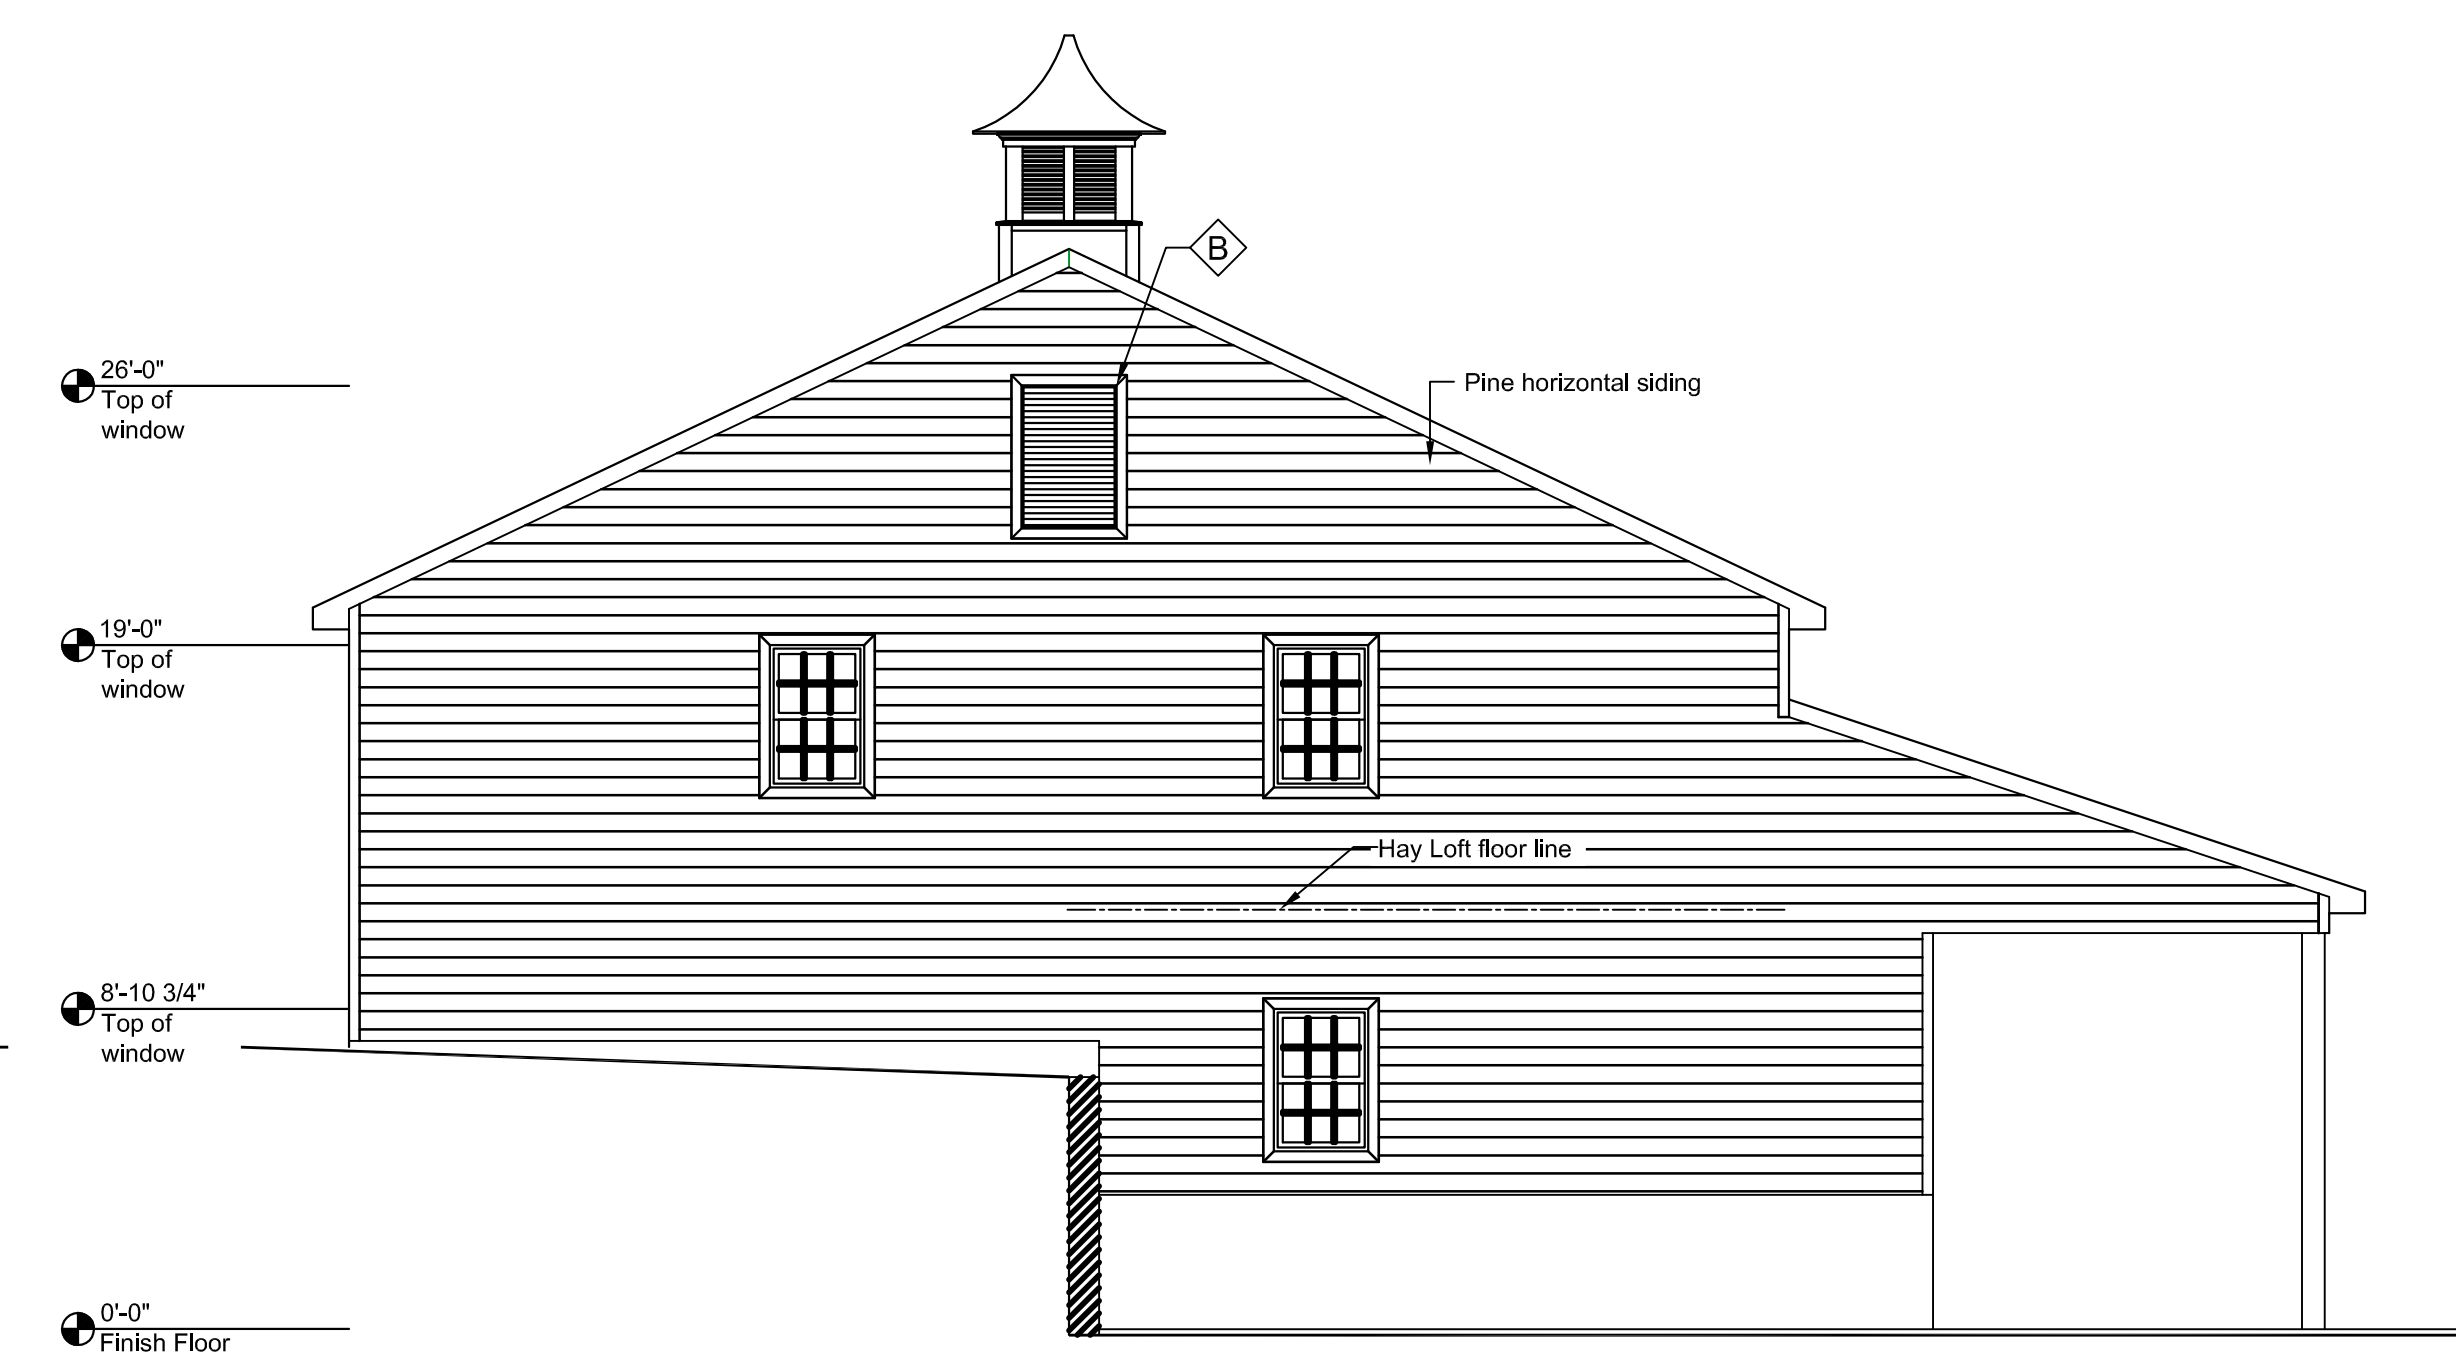 B
26'-0"
Top of
window
Pine horizontal siding
19'-0"
Top of
window
Hay Loft floor line
8'-10 3/4"
Top of
window
0'-0"
Finish Floor